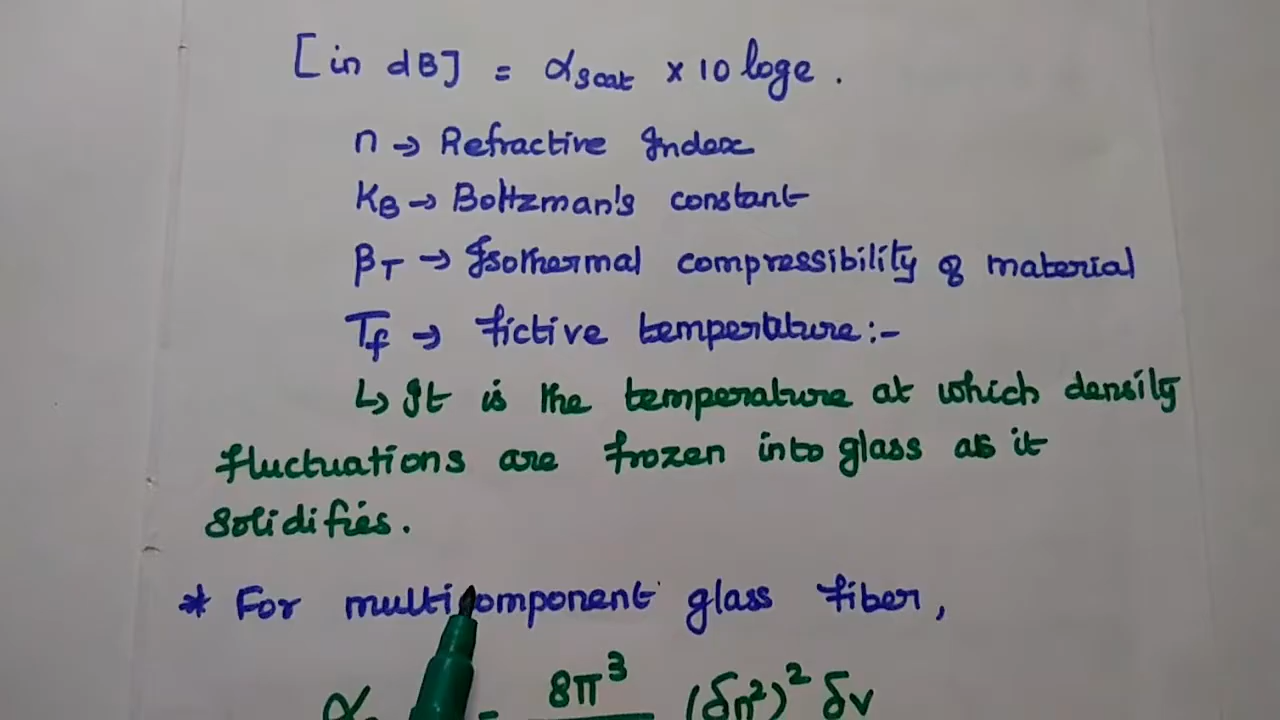 [in dB] = αscat × 10 loge.
n → Refractive Index
KB → Boltzman's constant
βT → Isothermal compressibility of material
Tf → fictive temperature:-
↳ It is the temperature at which density
fluctuations are frozen into glass as it
solidifies.
* For multicomponent glass fiber,
α = 8π³ (δn²)² δv